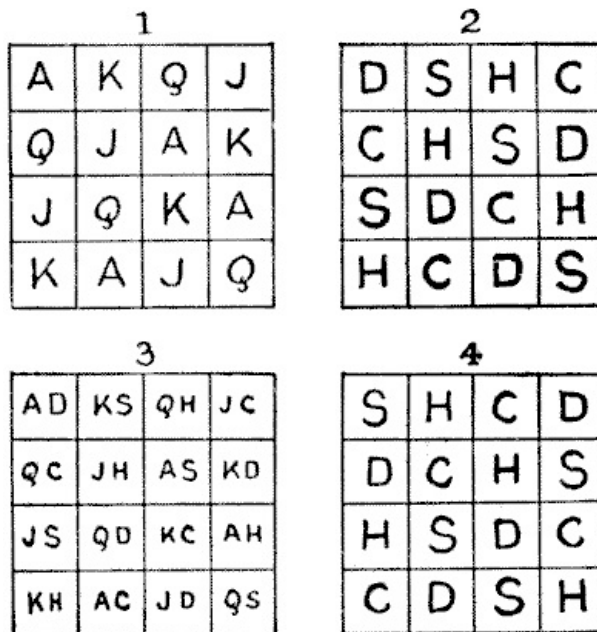 1
A K Q J
Q J A K
J Q K A
K A J Q
2
D S H C
C H S D
S D C H
H C D S
3
AD KS QH JC
QC JH AS KD
JS QD KC AH
KH AC JD QS
4
S H C D
D C H S
H S D C
C D S H